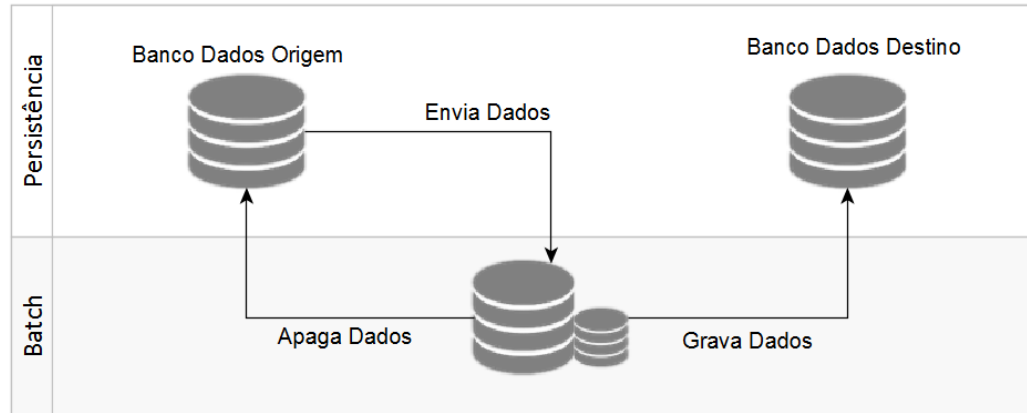 Persistência
Banco Dados Origem
Banco Dados Destino
Envia Dados
Batch
Apaga Dados
Grava Dados